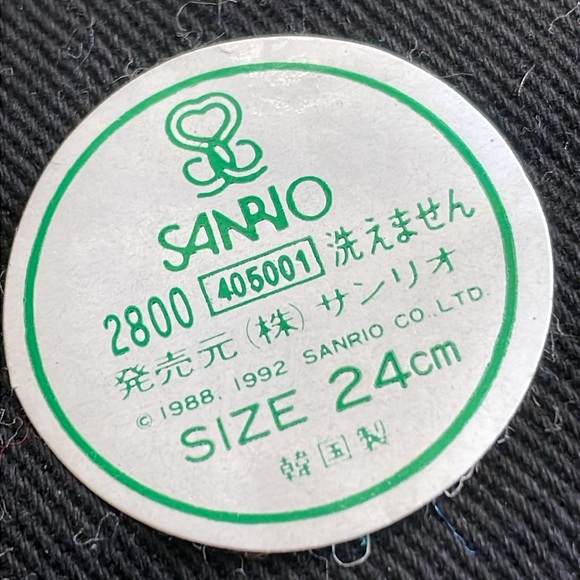 SANRIO
2800 405001 洗えません
発売元(株)サンリオ
© 1988, 1992 SANRIO CO., LTD.
SIZE 24cm
韓国製